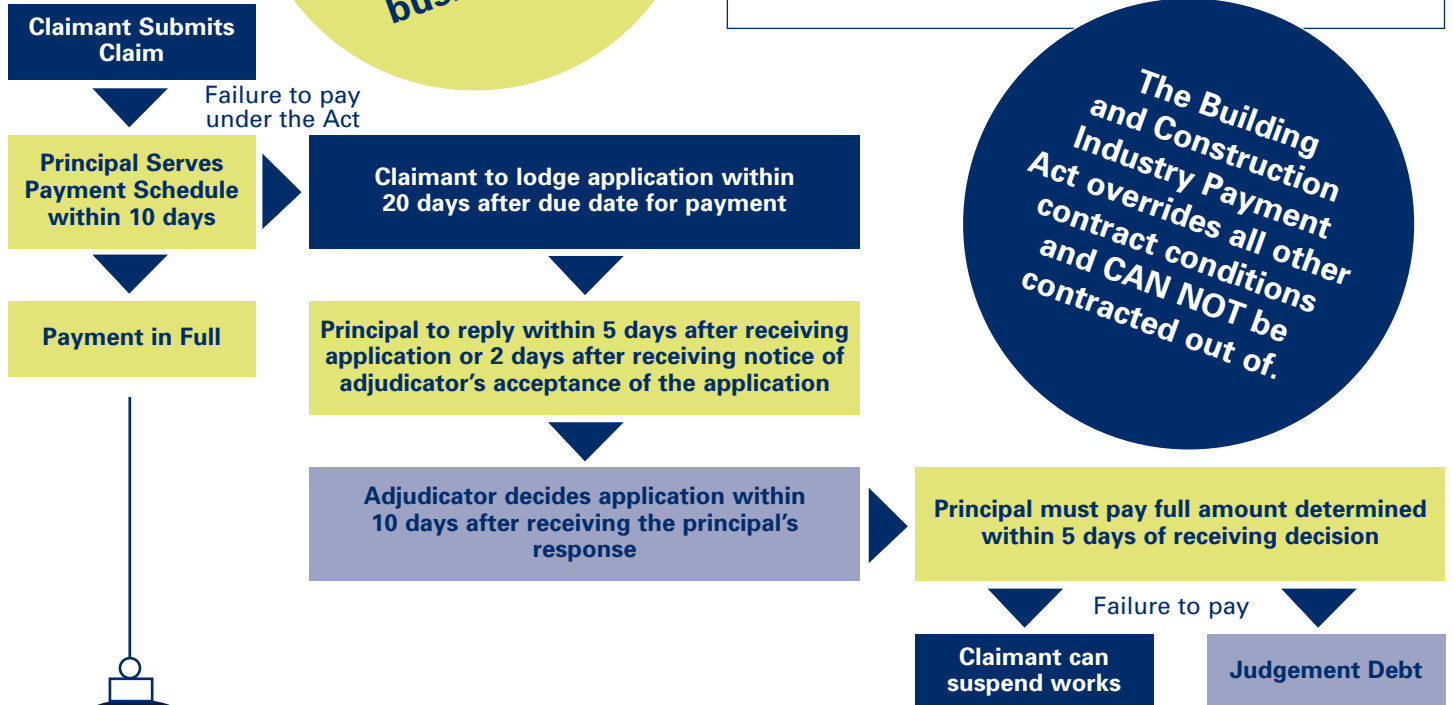 Claimant Submits
Claim
Failure to pay
under the Act
Principal Serves
Payment Schedule
within 10 days
Claimant to lodge application within
20 days after due date for payment
Payment in Full
Principal to reply within 5 days after receiving
application or 2 days after receiving notice of
adjudicator's acceptance of the application
Adjudicator decides application within
10 days after receiving the principal's
response
The Building
and Construction
Industry Payment
Act overrides all other
contract conditions
and CAN NOT be
contracted out of.
Principal must pay full amount determined
within 5 days of receiving decision
Failure to pay
Claimant can
suspend works
Judgement Debt